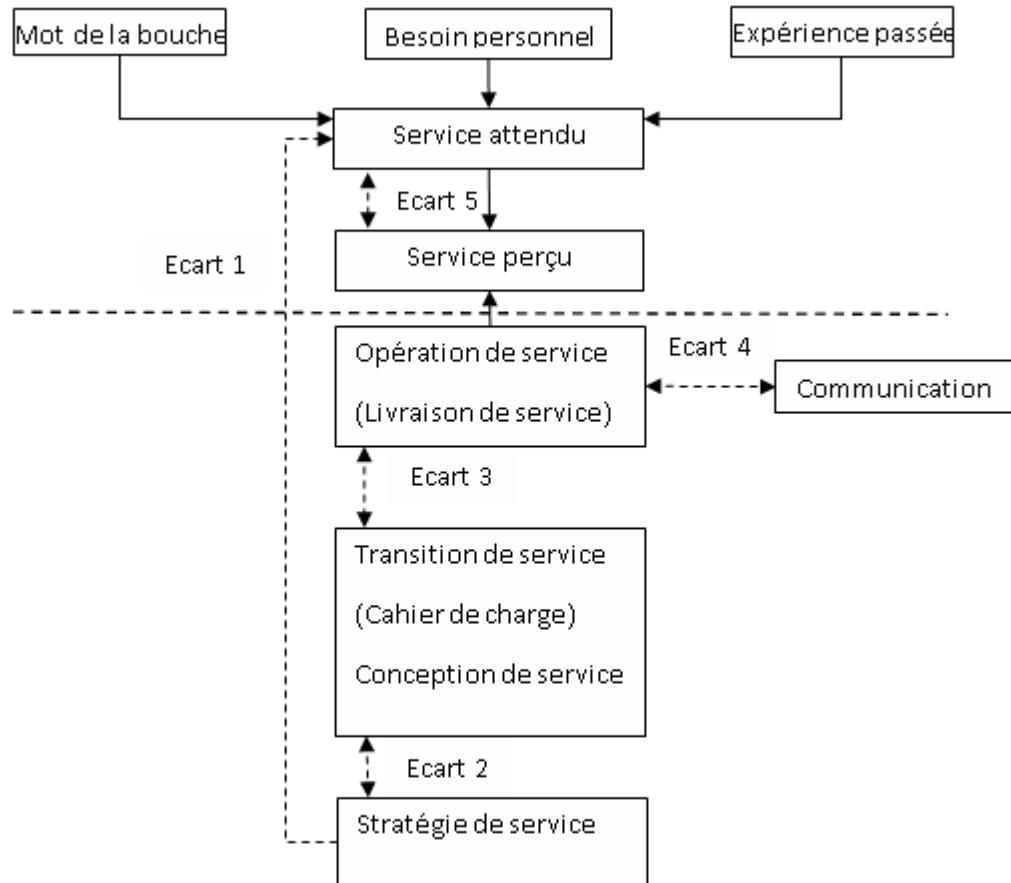 Mot de la bouche
Besoin personnel
Expérience passée
Service attendu
Ecart 5
Service perçu
Ecart 1
Opération de service
(Livraison de service)
Ecart 4
Communication
Ecart 3
Transition de service
(Cahier de charge)
Conception de service
Ecart 2
Stratégie de service